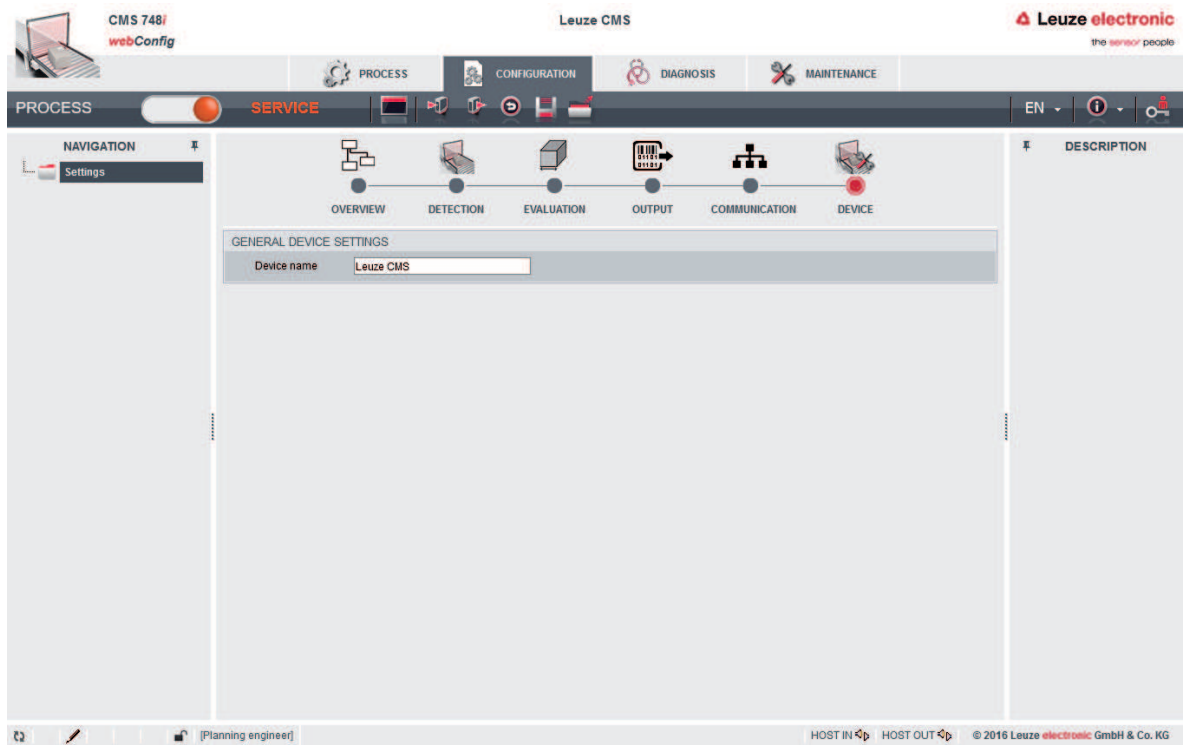 CMS 748i
webConfig
Leuze CMS
Leuze electronic
the sensor people
PROCESS
CONFIGURATION
DIAGNOSIS
MAINTENANCE
PROCESS
SERVICE
EN
NAVIGATION
Settings
OVERVIEW
DETECTION
EVALUATION
OUTPUT
COMMUNICATION
DEVICE
GENERAL DEVICE SETTINGS
Device name Leuze CMS
DESCRIPTION
[Planning engineer]
HOST IN
HOST OUT
© 2016 Leuze electronic GmbH & Co. KG